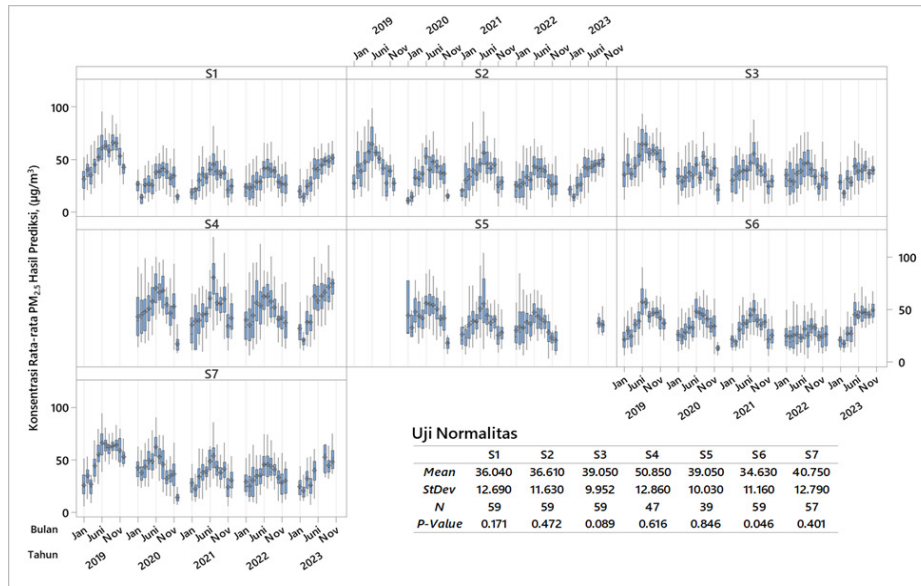 2019 2020 2021 2022 2023
Jan Juni Nov Jan Juni Nov Jan Juni Nov Jan Juni Nov Jan Juni Nov
S1 S2 S3
100
50
0
S4 S5 S6
100
50
0
S7
100
50
0
Konsentrasi Rata-rata PM2.5 Hasil Prediksi, (µg/m³)
Jan Juni Nov Jan Juni Nov Jan Juni Nov Jan Juni Nov Jan Juni Nov
2019 2020 2021 2022 2023
Bulan Jan Juni Nov Jan Juni Nov Jan Juni Nov Jan Juni Nov Jan Juni Nov
Tahun 2019 2020 2021 2022 2023
Uji Normalitas
S1 S2 S3 S4 S5 S6 S7
Mean 36.040 36.610 39.050 50.850 39.050 34.630 40.750
StDev 12.690 11.630 9.952 12.860 10.030 11.160 12.790
N 59 59 59 47 39 59 57
P-Value 0.171 0.472 0.089 0.616 0.846 0.046 0.401